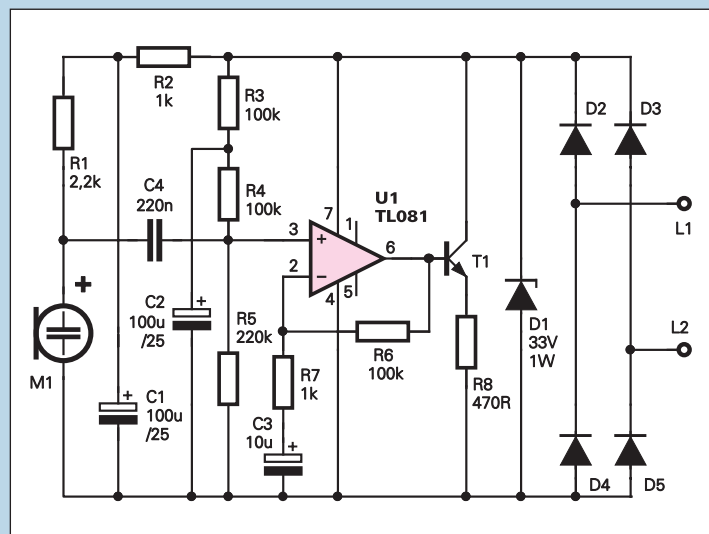 R2
1k
D2
D3
R3
100k
R1
2,2k
C4
220n
R4
100k
U1
TL081
7
1
3
+
6
T1
L1
2
−
4
5
+
C2
100u
/25
+
R5
220k
R6
100k
D1
33V
1W
L2
M1
R7
1k
R8
470R
C1
100u
/25
+
C3
10u
+
D4
D5